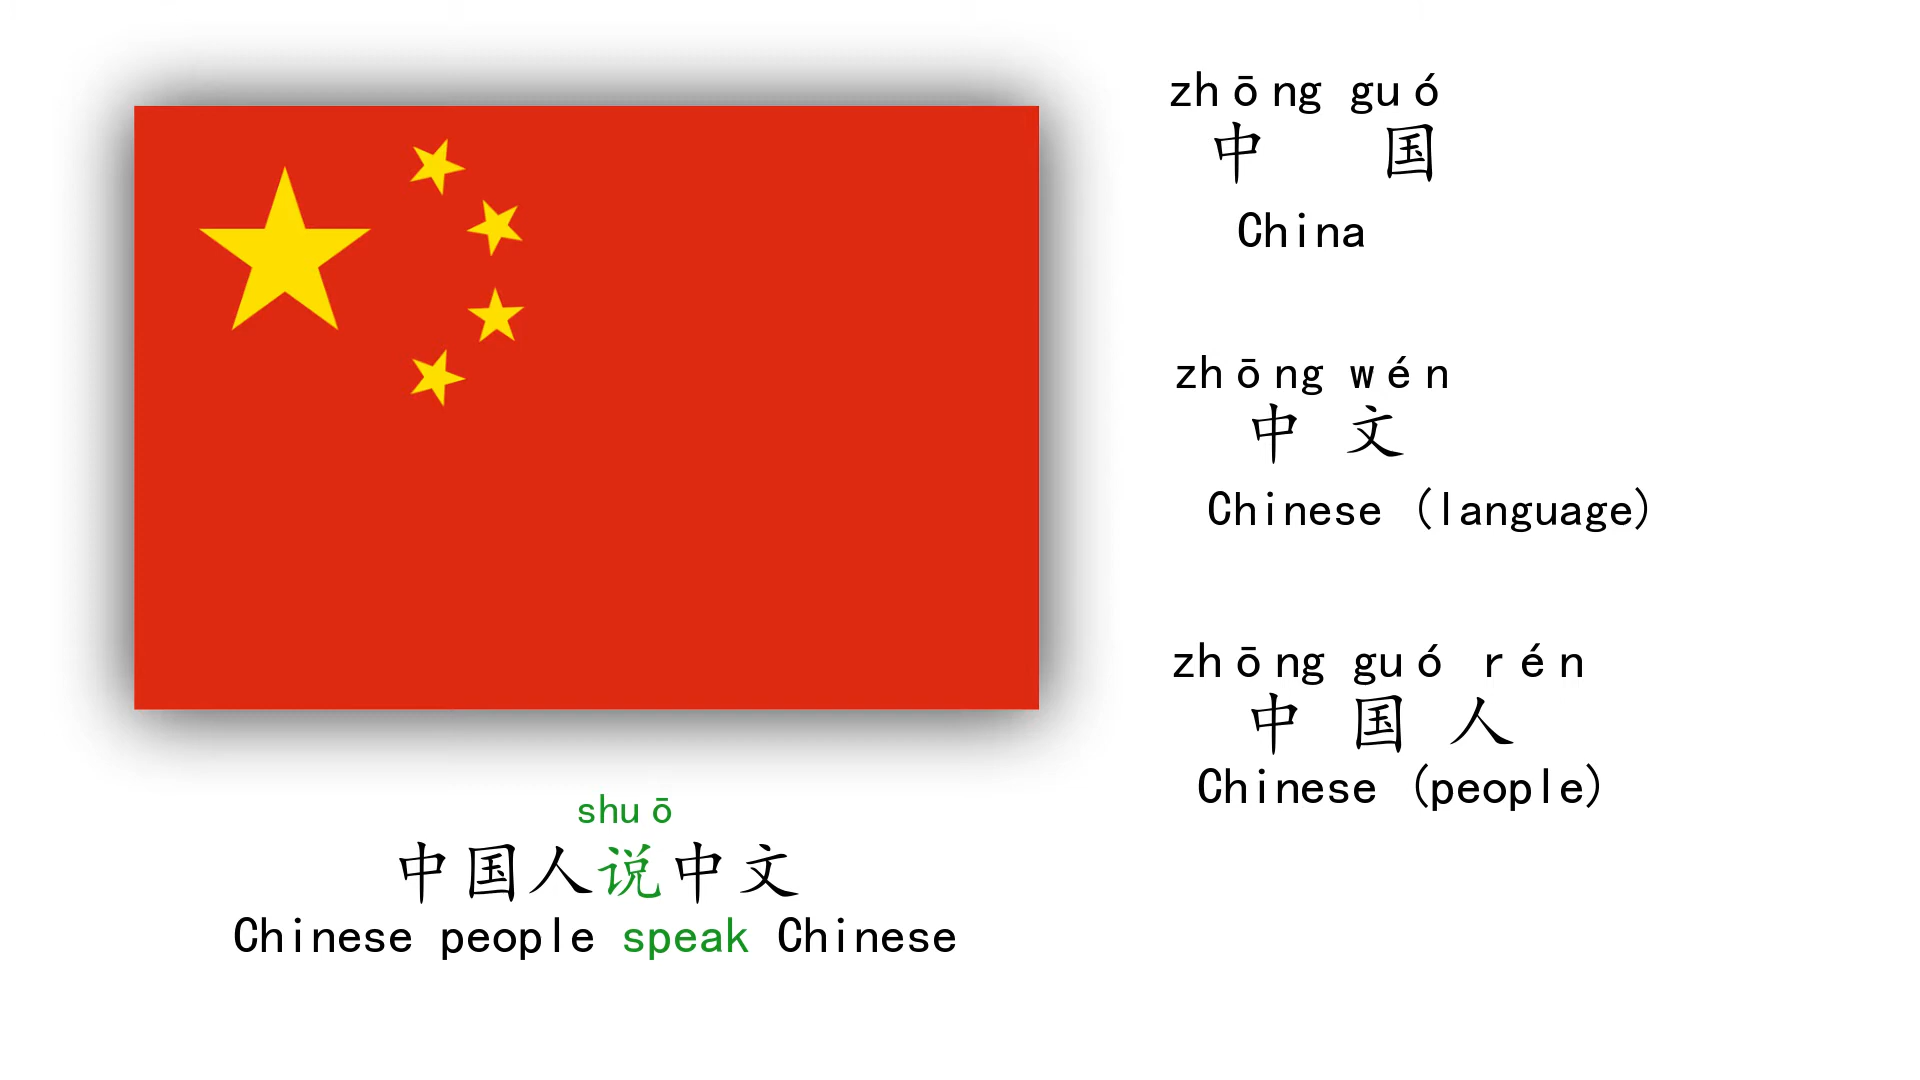 zhōng guó
中 国
China
zhōng wén
中 文
Chinese (language)
zhōng guó rén
中 国 人
Chinese (people)
shuō
中国人说中文
Chinese people speak Chinese